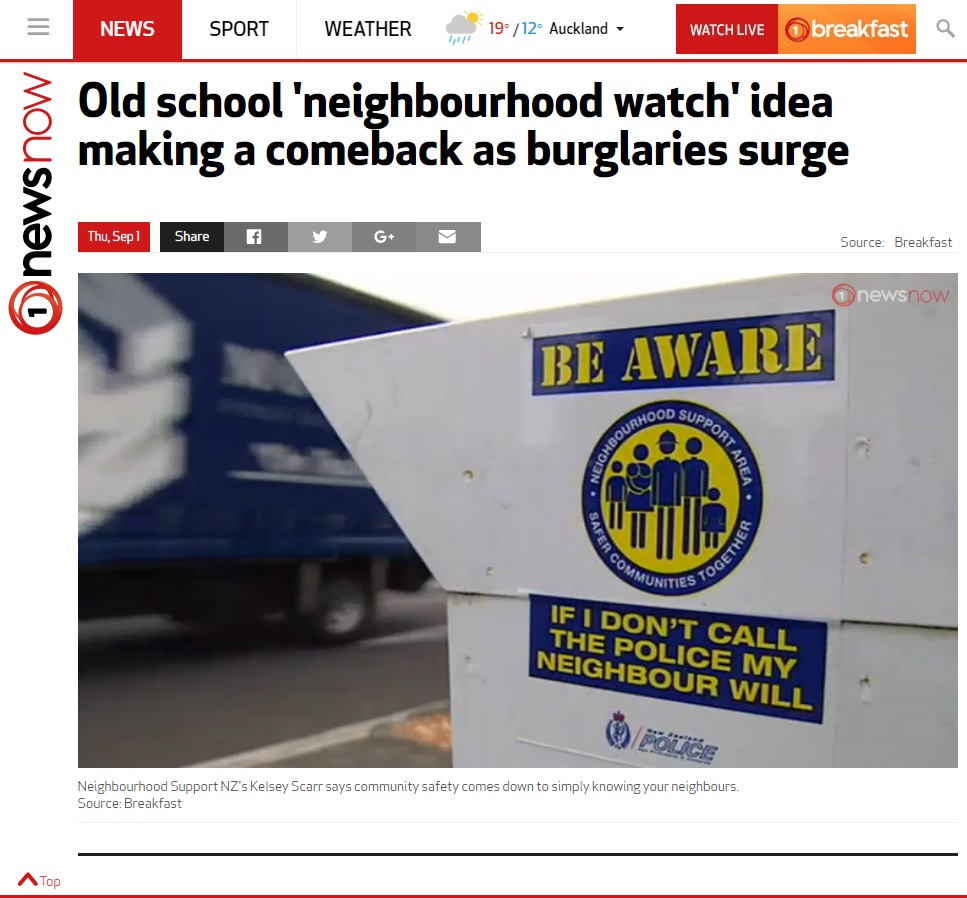 NEWS
SPORT
WEATHER
19° / 12° Auckland
WATCH LIVE
1 breakfast
1 newsnow
Old school 'neighbourhood watch' idea
making a comeback as burglaries surge
Thu, Sep 1
Share
G+
Source: Breakfast
1 newsnow
BE AWARE
NEIGHBOURHOOD SUPPORT AREA
SAFER COMMUNITIES TOGETHER
IF I DON'T CALL
THE POLICE MY
NEIGHBOUR WILL
New Zealand
POLICE
Neighbourhood Support NZ's Kelsey Scarr says community safety comes down to simply knowing your neighbours.
Source: Breakfast
Top